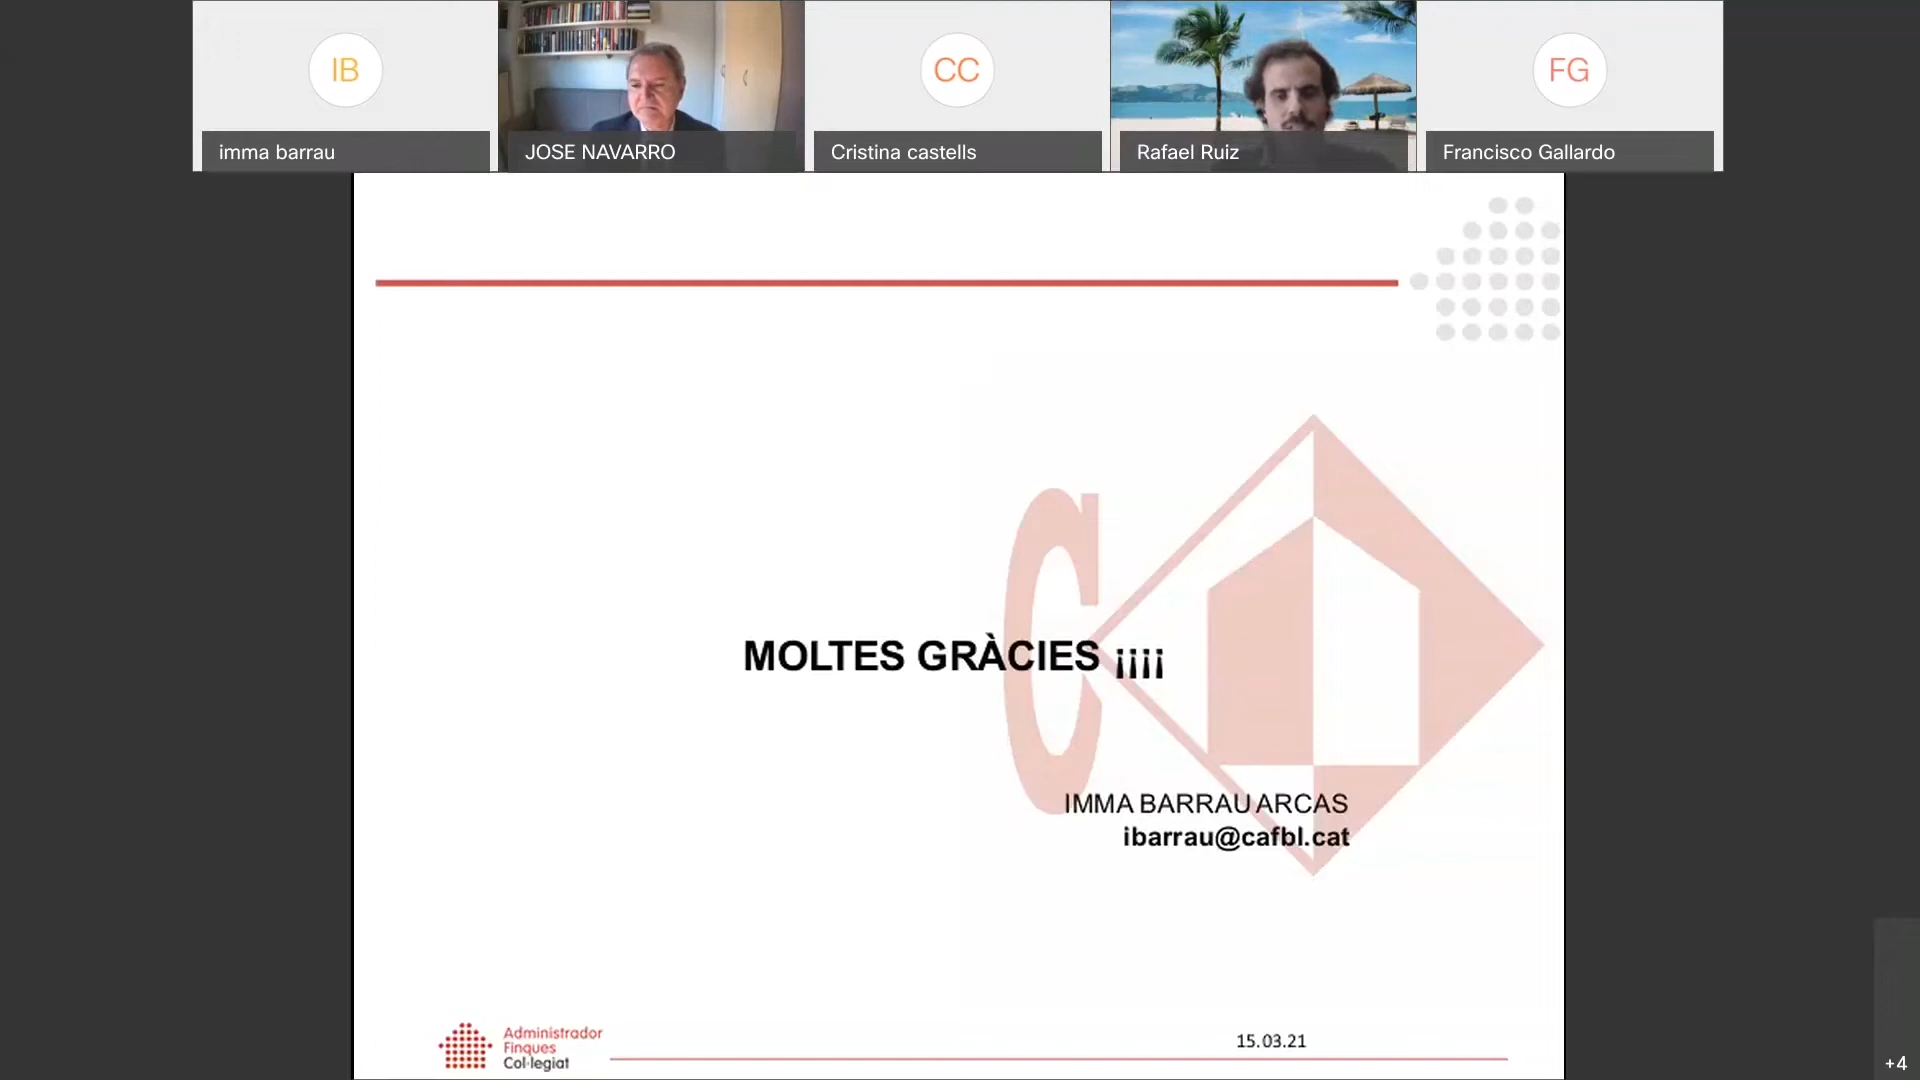 IB
CC
FG
imma barrau
JOSE NAVARRO
Cristina castells
Rafael Ruiz
Francisco Gallardo
C
MOLTES GRÀCIES ¡¡¡¡
IMMA BARRAU ARCAS
ibarrau@cafbl.cat
Administrador
Finques
Col·legiat
15.03.21
+4